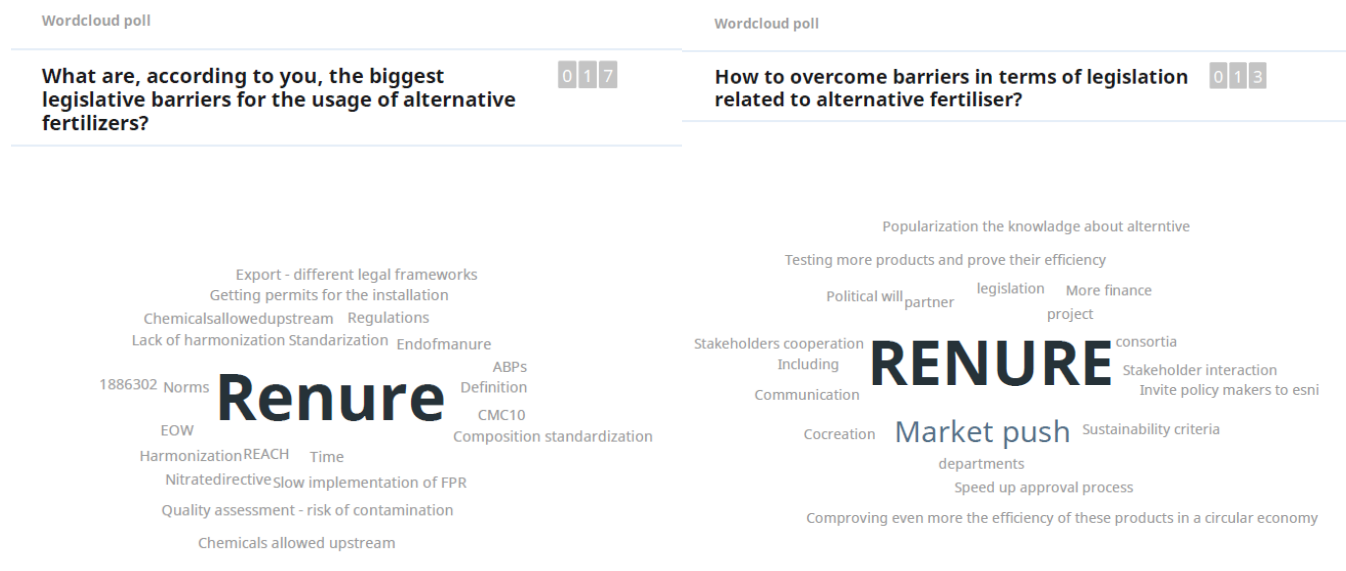 Wordcloud poll
What are, according to you, the biggest
legislative barriers for the usage of alternative
fertilizers?
0 1 7
Export - different legal frameworks
Getting permits for the installation
Chemicalsallowedupstream Regulations
Lack of harmonization Standarization Endofmanure
ABPs
1886302 Norms Renure Definition
CMC10
EOW Composition standardization
Harmonization REACH Time
Nitratedirective Slow implementation of FPR
Quality assessment - risk of contamination
Chemicals allowed upstream
Wordcloud poll
How to overcome barriers in terms of legislation
related to alternative fertiliser?
0 1 3
Popularization the knowladge about alterntive
Testing more products and prove their efficiency
Political will partner legislation More finance
project
Stakeholders cooperation RENURE consortia
Including Stakeholder interaction
Communication Invite policy makers to esni
Cocreation Market push Sustainability criteria
departments
Speed up approval process
Comproving even more the efficiency of these products in a circular economy